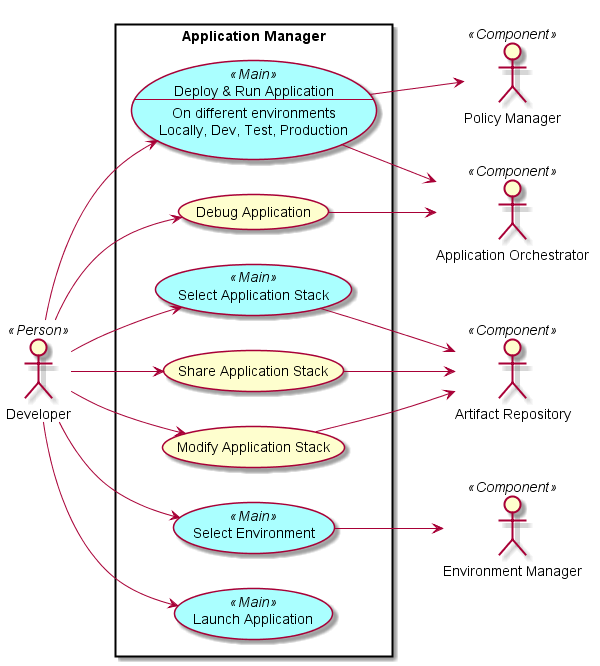 Application Manager
«Main»
Deploy & Run Application
On different environments
Locally, Dev, Test, Production
Debug Application
«Main»
Select Application Stack
Share Application Stack
Modify Application Stack
«Main»
Select Environment
«Main»
Launch Application
«Person»
Developer
«Component»
Policy Manager
«Component»
Application Orchestrator
«Component»
Artifact Repository
«Component»
Environment Manager